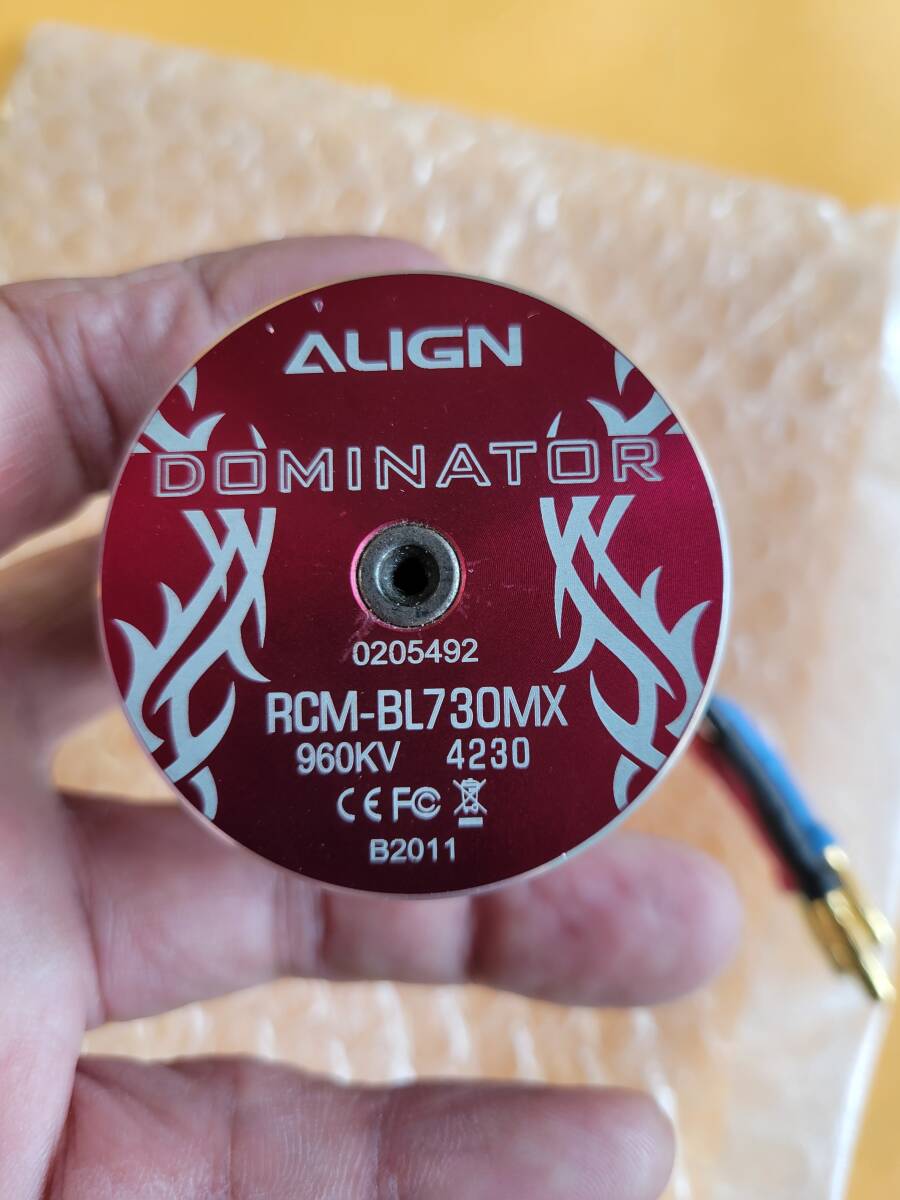 ALIGN
DOMINATOR
0205492
RCM-BL730MX
960KV 4230
CE FC
B2011